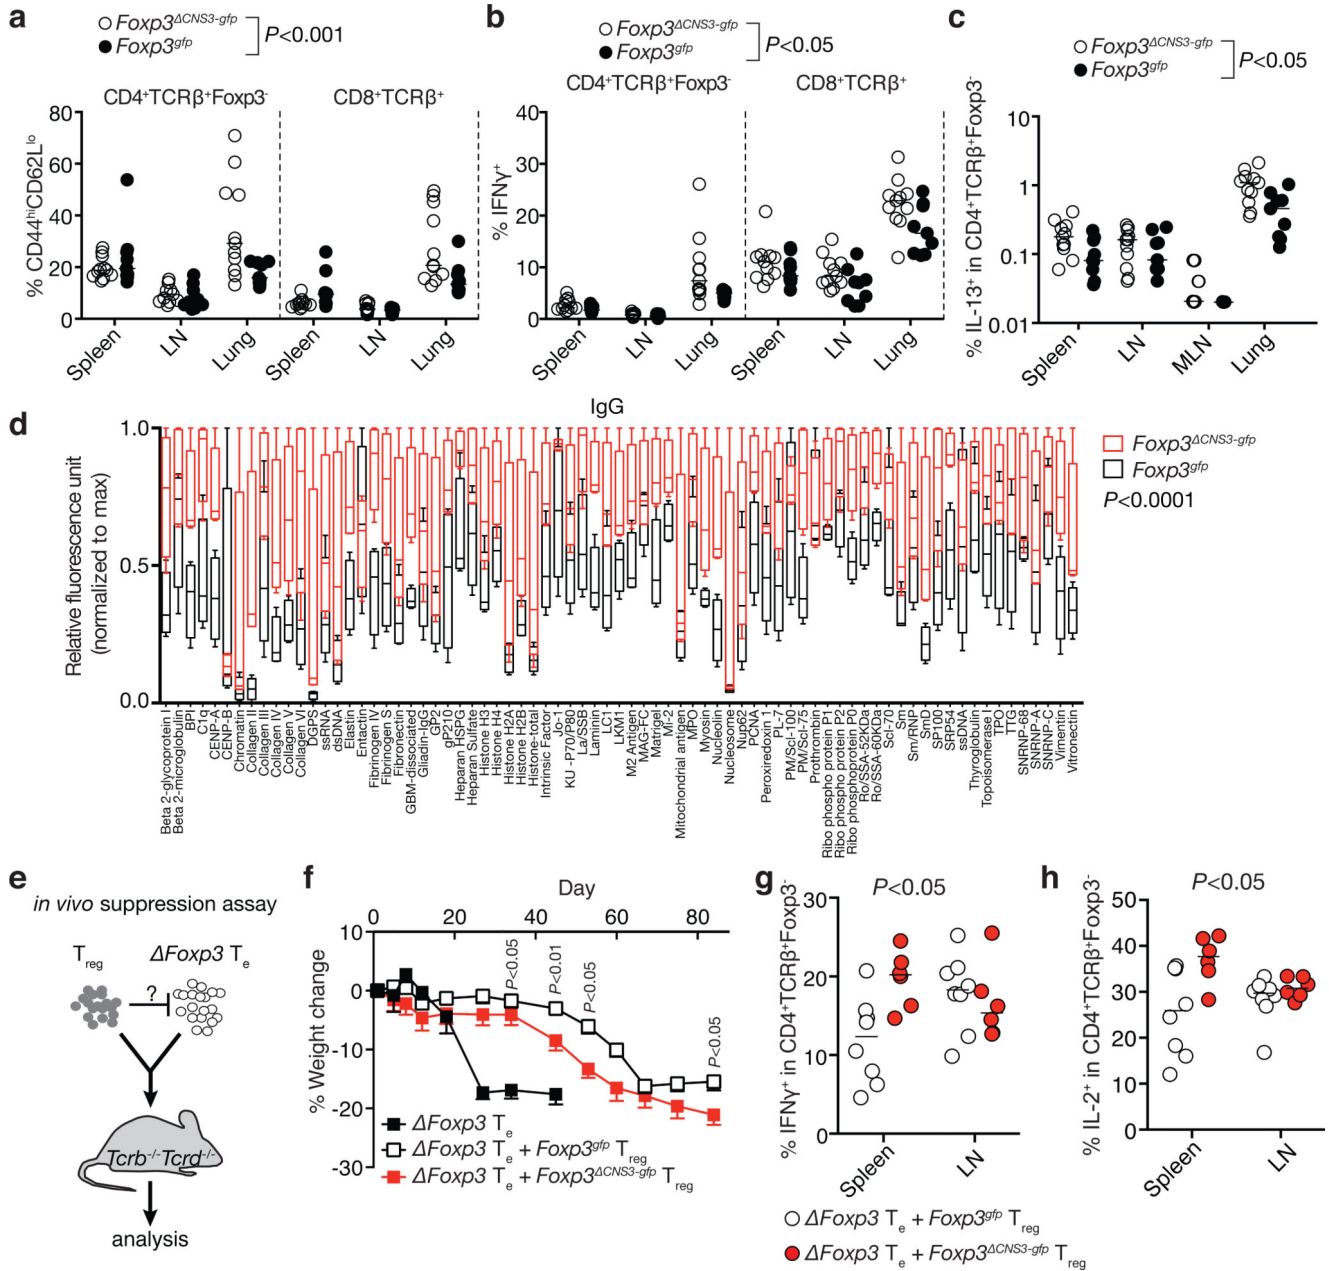 a
Foxp3ΔCNS3-gfp
Foxp3gfp
P<0.001
CD4+TCRβ+Foxp3-
CD8+TCRβ+
% CD44hiCD62Llo
80
60
40
20
0
Spleen
LN
Lung
Spleen
LN
Lung
b
Foxp3ΔCNS3-gfp
Foxp3gfp
P<0.05
CD4+TCRβ+Foxp3-
CD8+TCRβ+
% IFNγ+
40
30
20
10
0
Spleen
LN
Lung
Spleen
LN
Lung
c
Foxp3ΔCNS3-gfp
Foxp3gfp
P<0.05
% IL-13+ in CD4+TCRβ+Foxp3-
10
1
0.1
0.01
Spleen
LN
MLN
Lung
d
IgG
Relative fluorescence unit
(normalized to max)
1.0
0.5
0.0
Foxp3ΔCNS3-gfp
Foxp3gfp
P<0.0001
Beta 2-glycoprotein I
Beta 2-microglobulin
BPI
C1q
CENP-A
CENP-B
Chromatin
Collagen II
Collagen III
Collagen IV
Collagen V
Collagen VI
DGPS
ssRNA
dsDNA
Elastin
Entactin
Fibrinogen IV
Fibrinogen S
Fibronectin
GBM-dissociated
Gliadin-IgG
GP2
gP210
Heparan HSPG
Heparan Sulfate
Histone H3
Histone H4
Histone H2A
Histone H2B
Histone-total
Intrinsic Factor
Jo-1
KU -P70/P80
La/SSB
Laminin
LC1
LKM1
M2 Antigen
MAG-FC
Matrigel
Mi-2
Mitochondrial antigen
MPO
Myosin
Nucleolin
Nucleosome
Nup62
PCNA
Peroxiredoxin 1
PL-7
PM/Scl-100
PM/Scl-75
Prothrombin
Ribo phospho protein P1
Ribo phospho protein P2
Ribo phosphoprotein P0
Ro/SSA-52KDa
Ro/SSA-60KDa
Scl-70
Sm
Sm/RNP
SmD
SP100
SRP54
ssDNA
Thyroglobulin
Topoisomerase I
TPO
TTG
SNRNP-68
SNRNP-A
SNRNP-C
Vimentin
Vitronectin
e
in vivo suppression assay
Treg
ΔFoxp3 Te
?
Tcrb-/-Tcrd-/-
analysis
f
Day
0
20
40
60
80
% Weight change
10
0
-10
-20
-30
P<0.05
P<0.01
P<0.05
P<0.05
ΔFoxp3 Te
ΔFoxp3 Te + Foxp3gfp Treg
ΔFoxp3 Te + Foxp3ΔCNS3-gfp Treg
g
P<0.05
% IFNγ+ in CD4+TCRβ+Foxp3-
30
20
10
0
Spleen
LN
h
P<0.05
% IL-2+ in CD4+TCRβ+Foxp3-
50
40
30
20
10
0
Spleen
LN
ΔFoxp3 Te + Foxp3gfp Treg
ΔFoxp3 Te + Foxp3ΔCNS3-gfp Treg